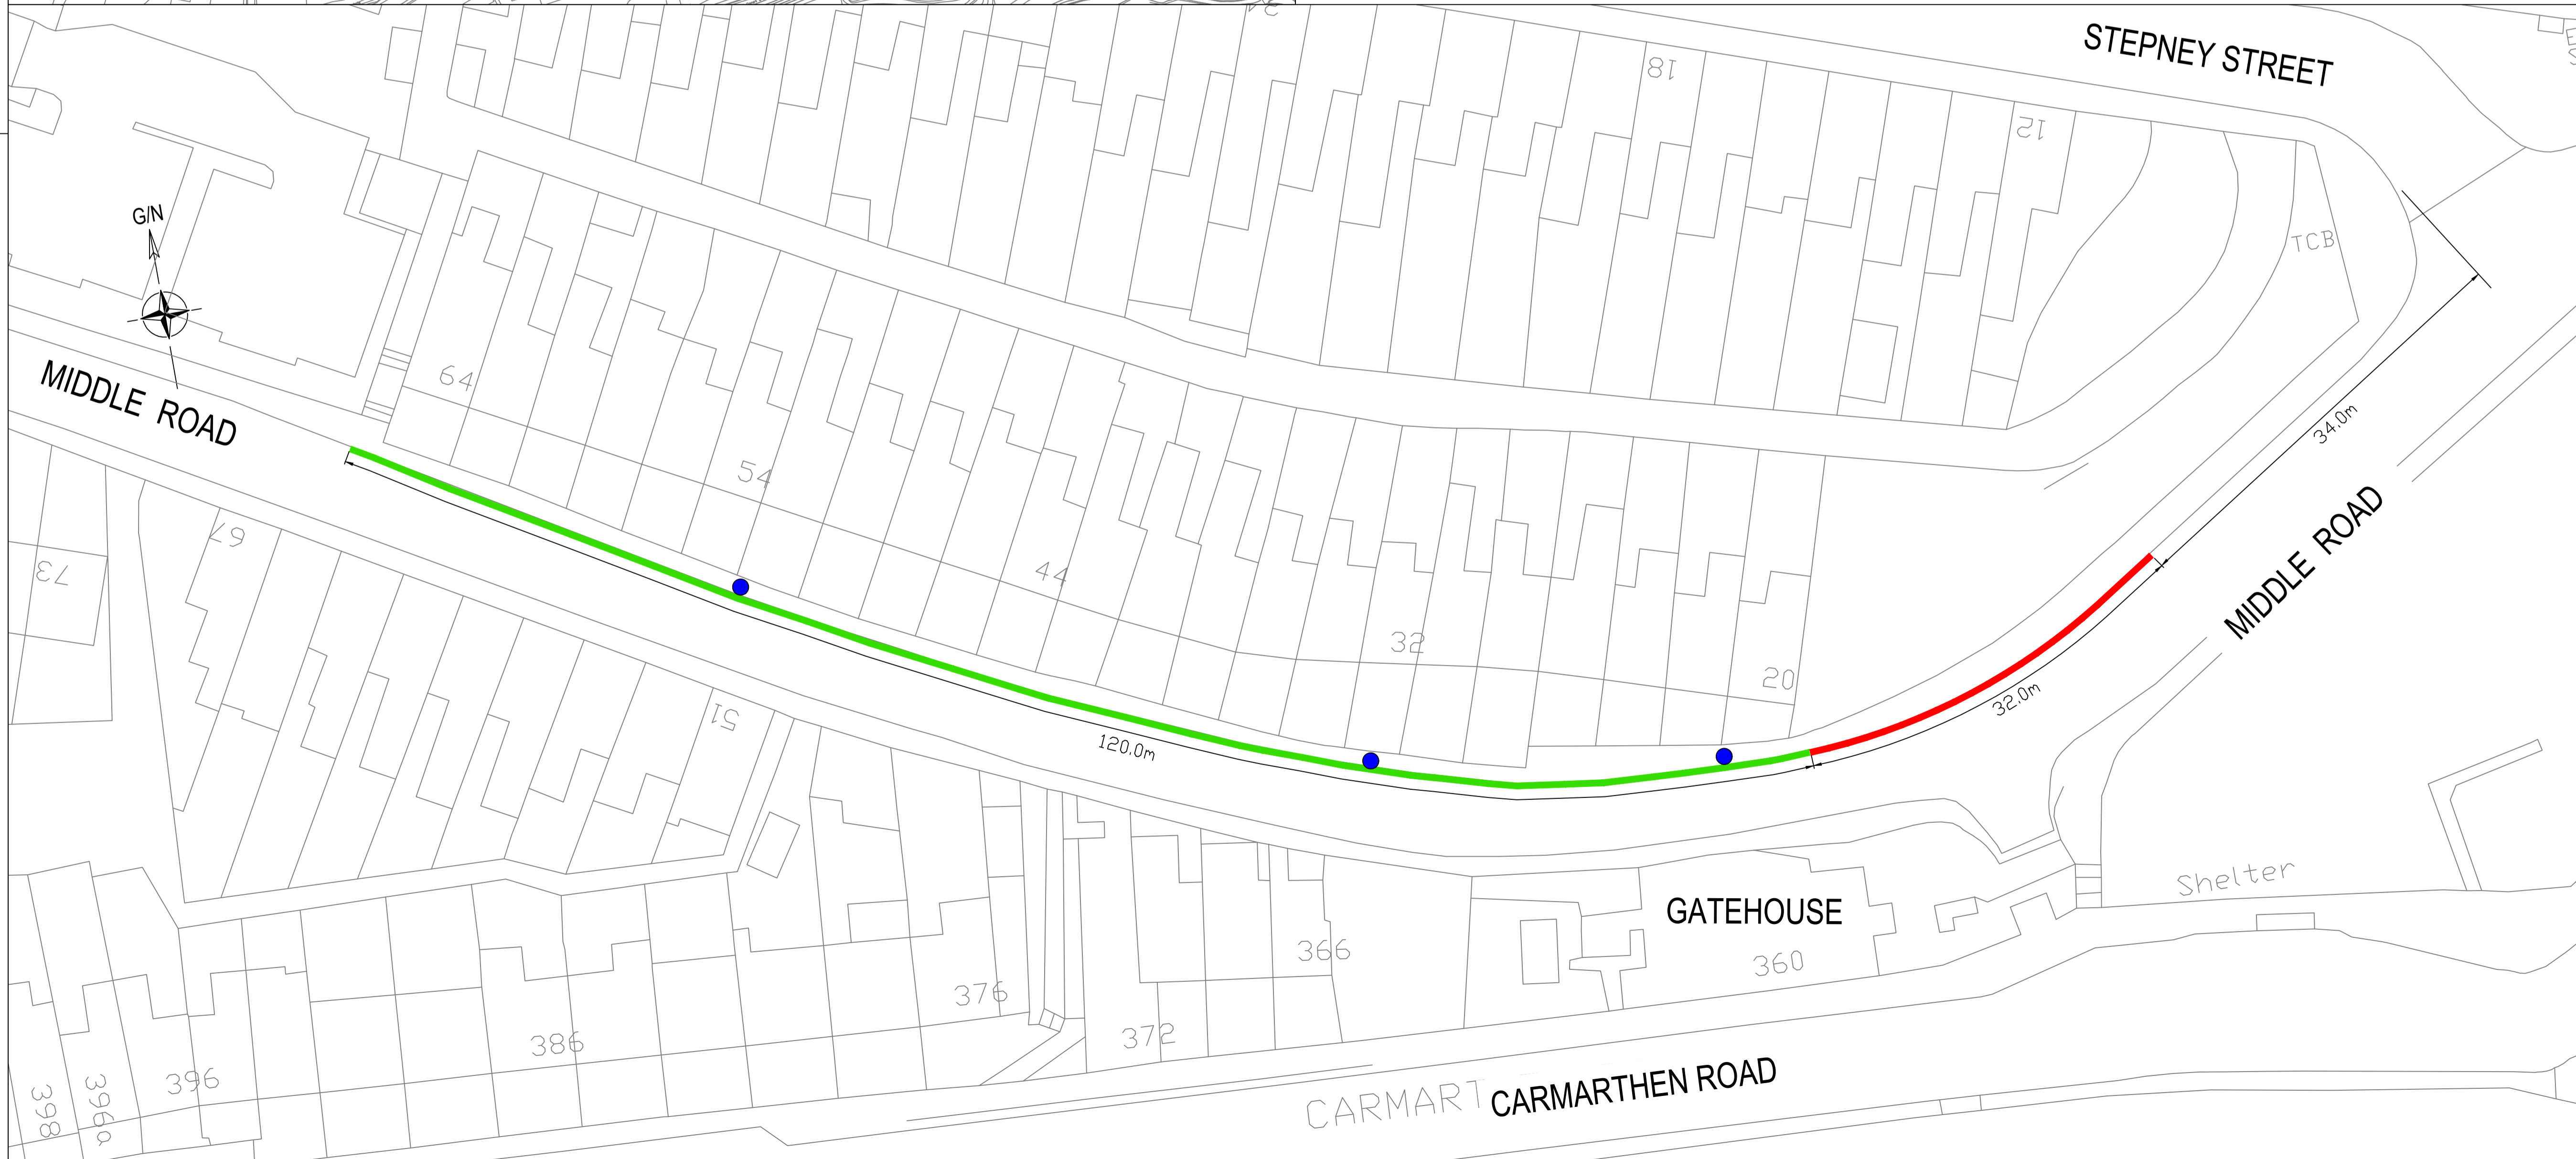 STEPNEY STREET
18
12
TCB
G/N
MIDDLE ROAD
64
54
44
32
20
34.0m
MIDDLE ROAD
32.0m
120.0m
67
73
51
Shelter
GATEHOUSE
360
366
376
372
386
396
396a
398
CARMART
CARMARTHEN ROAD